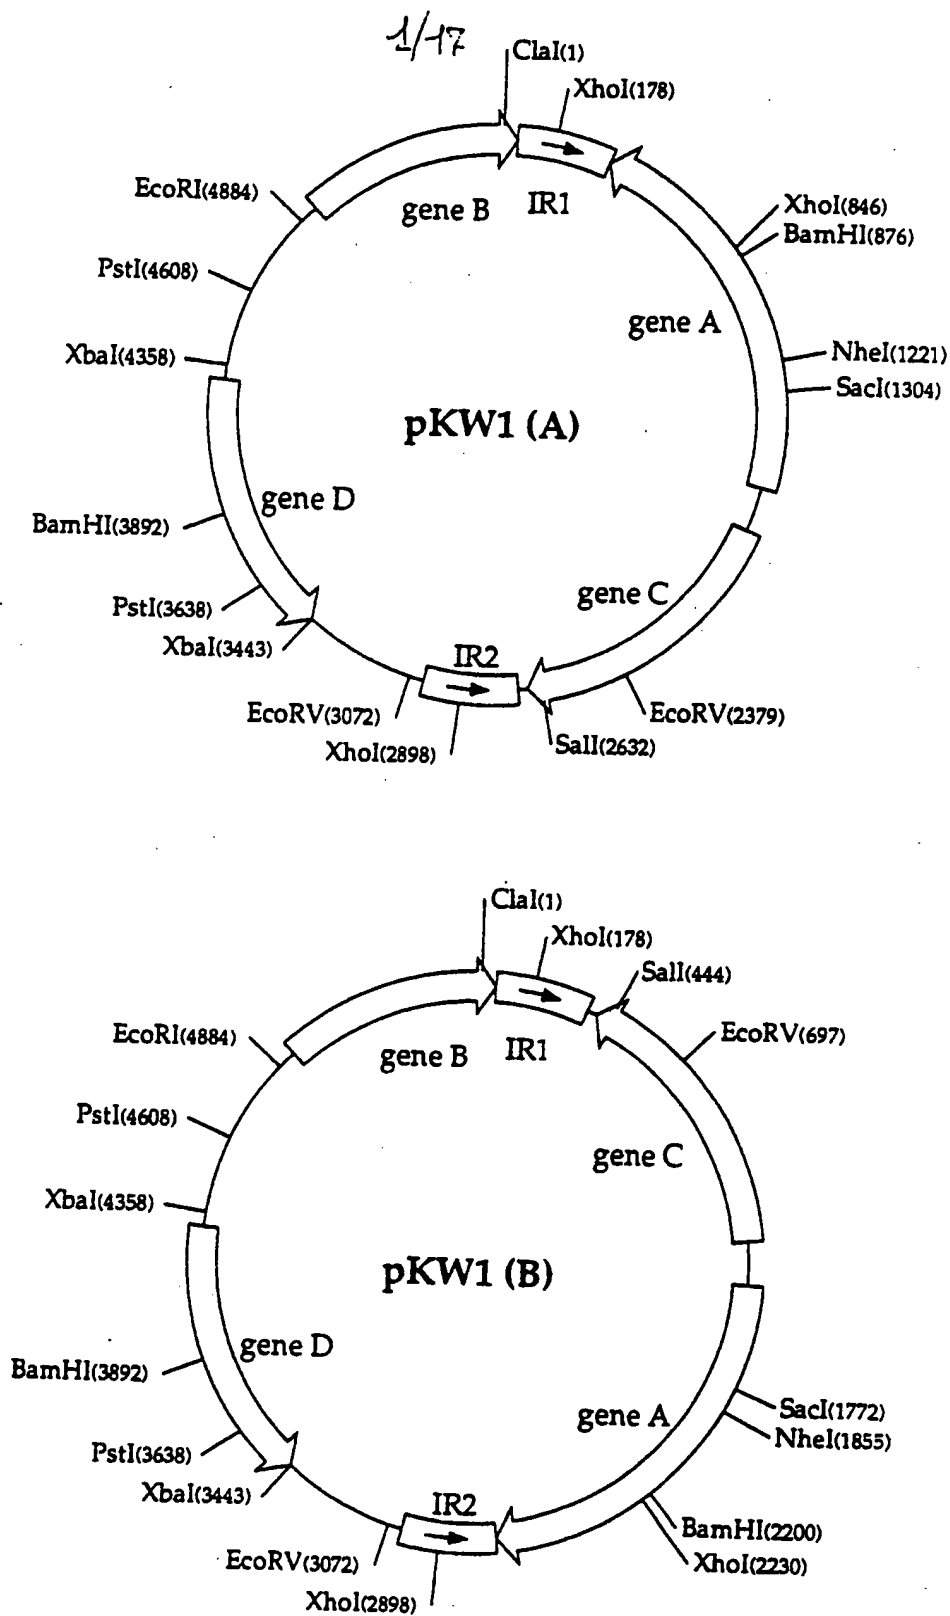 1/17
ClaI(1)
XhoI(178)
EcoRI(4884)
gene B
IR1
XhoI(846)
BamHI(876)
PstI(4608)
gene A
XbaI(4358)
NheI(1221)
SacI(1304)
pKW1 (A)
gene D
BamHI(3892)
gene C
PstI(3638)
XbaI(3443)
IR2
EcoRV(3072)
EcoRV(2379)
XhoI(2898)
SalI(2632)
ClaI(1)
XhoI(178)
SalI(444)
EcoRI(4884)
gene B
IR1
EcoRV(697)
PstI(4608)
gene C
XbaI(4358)
pKW1 (B)
gene D
BamHI(3892)
gene A
SacI(1772)
NheI(1855)
PstI(3638)
XbaI(3443)
IR2
BamHI(2200)
EcoRV(3072)
XhoI(2230)
XhoI(2898)